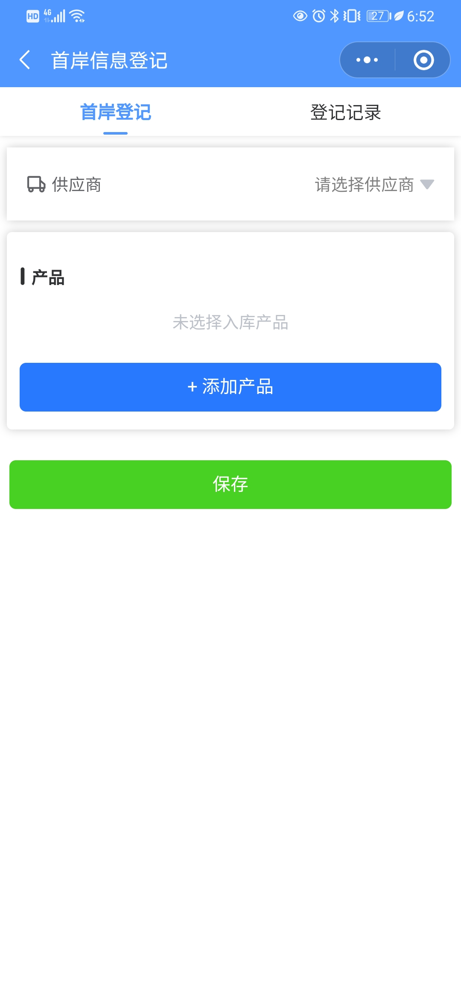 HD 4G 27 6:52
首岸信息登记
首岸登记 登记记录
供应商 请选择供应商
产品
未选择入库产品
+ 添加产品
保存